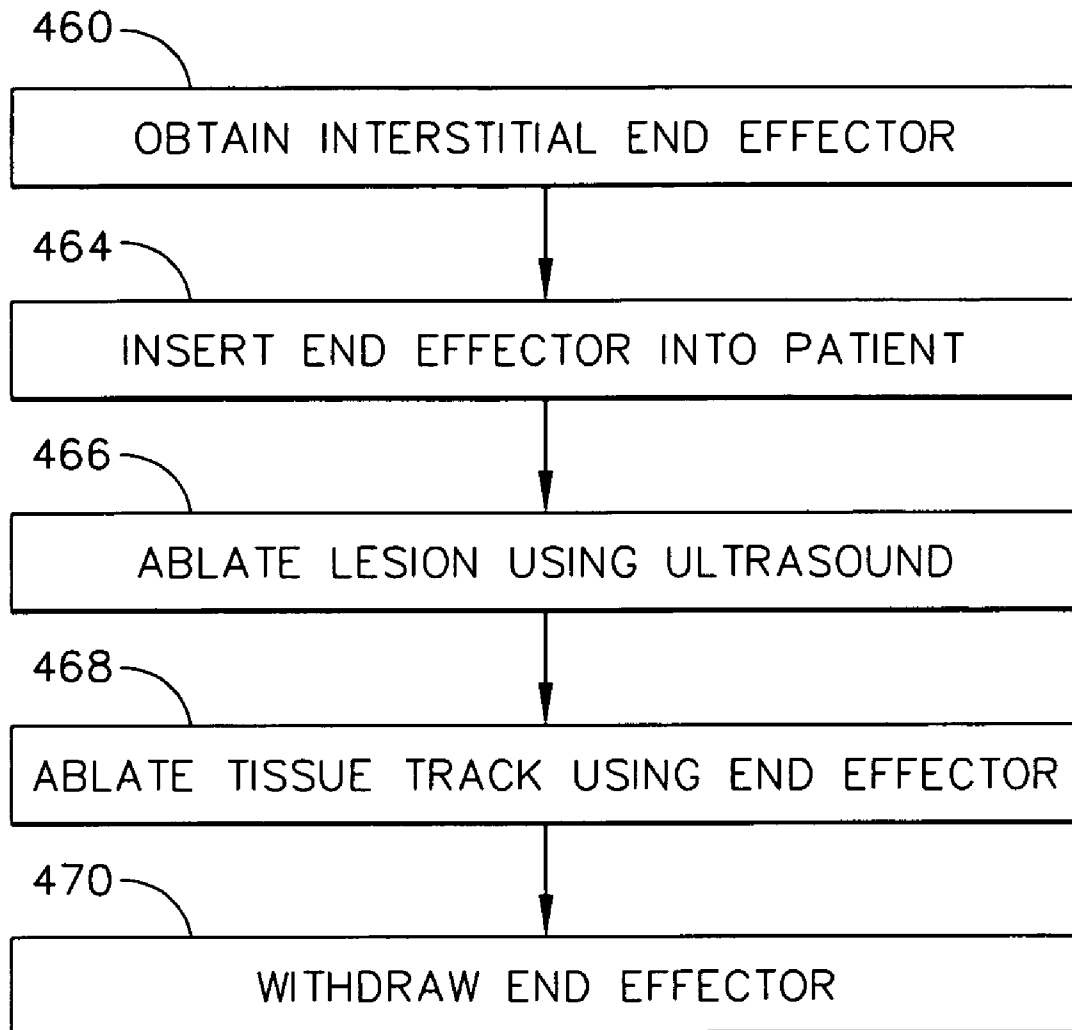 460
OBTAIN INTERSTITIAL END EFFECTOR
464
INSERT END EFFECTOR INTO PATIENT
466
ABLATE LESION USING ULTRASOUND
468
ABLATE TISSUE TRACK USING END EFFECTOR
470
WITHDRAW END EFFECTOR